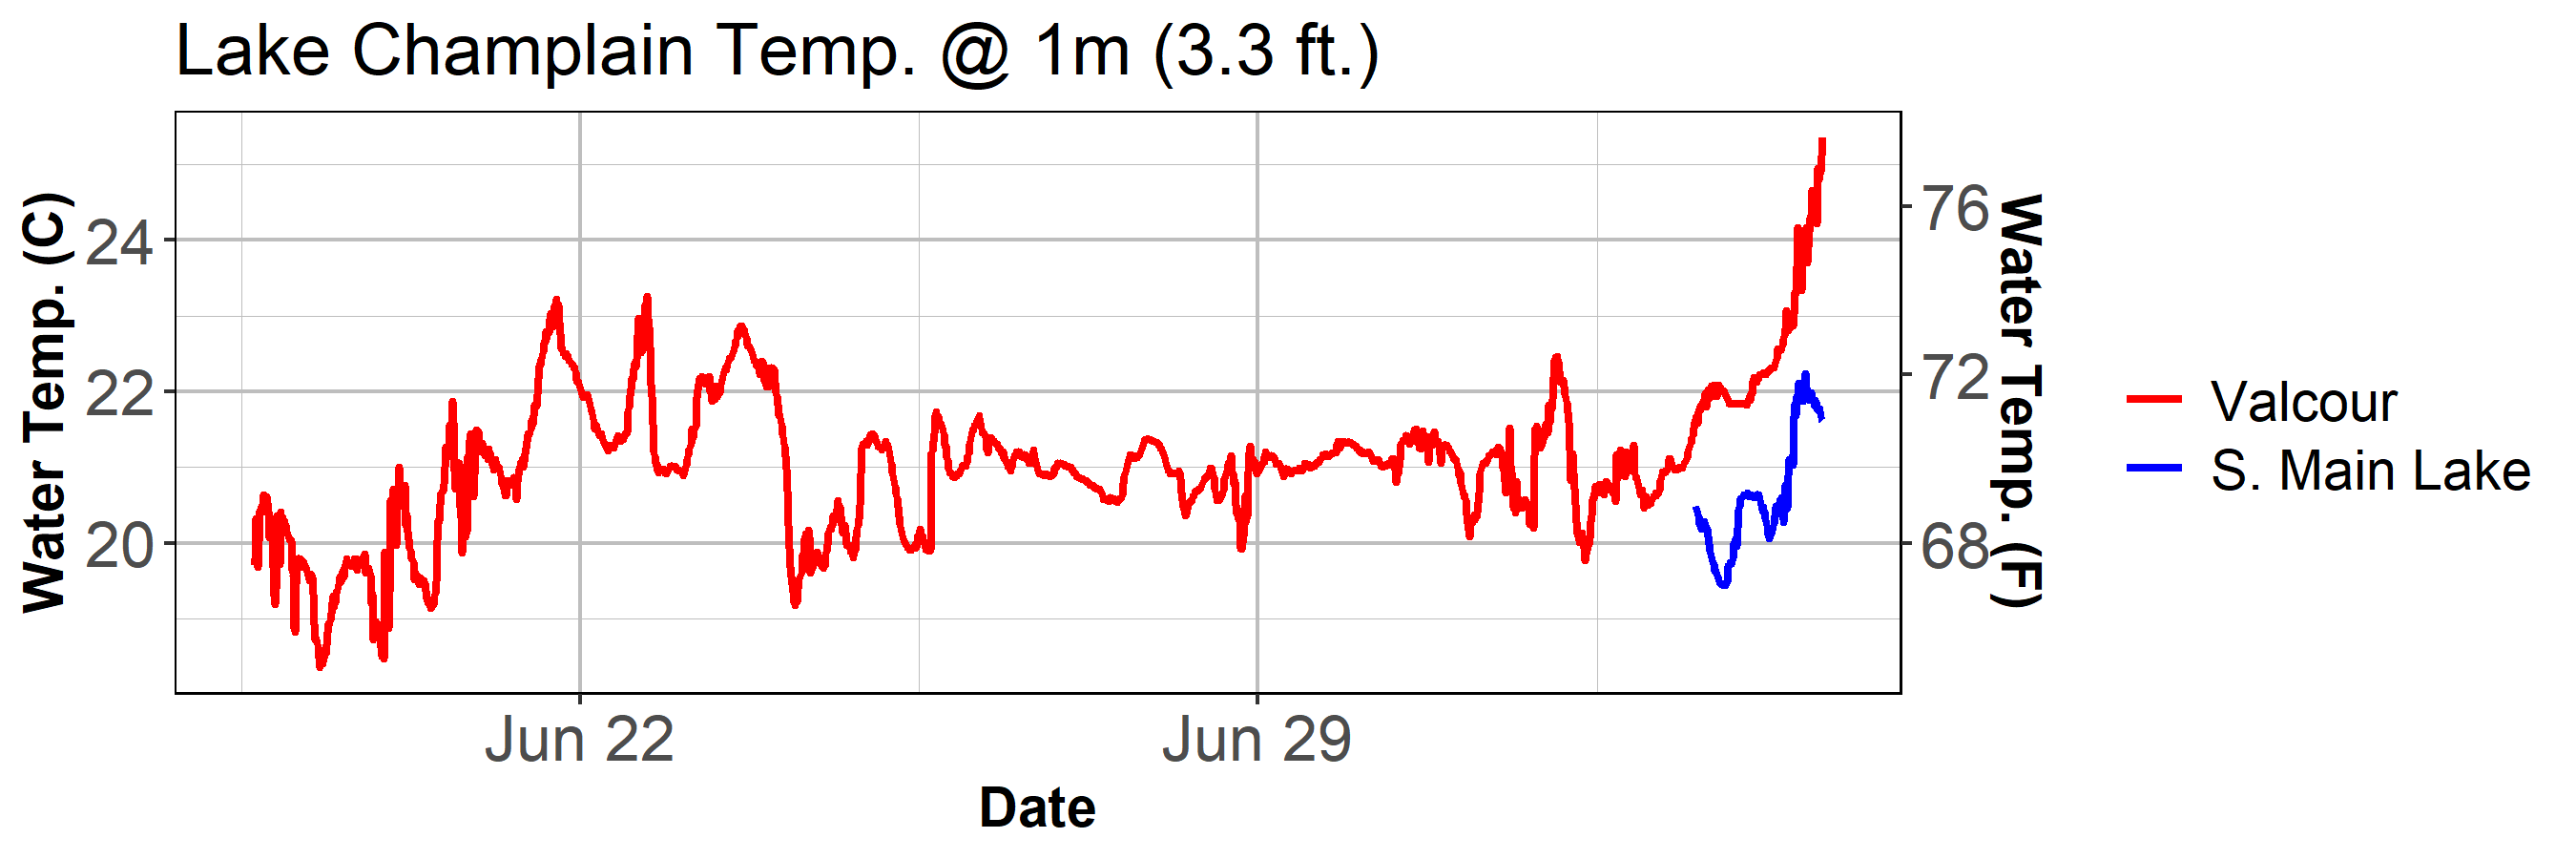 Lake Champlain Temp. @ 1m (3.3 ft.)
Water Temp. (C)
24
22
20
76
72
68
Water Temp. (F)
Jun 22
Jun 29
Date
Valcour
S. Main Lake